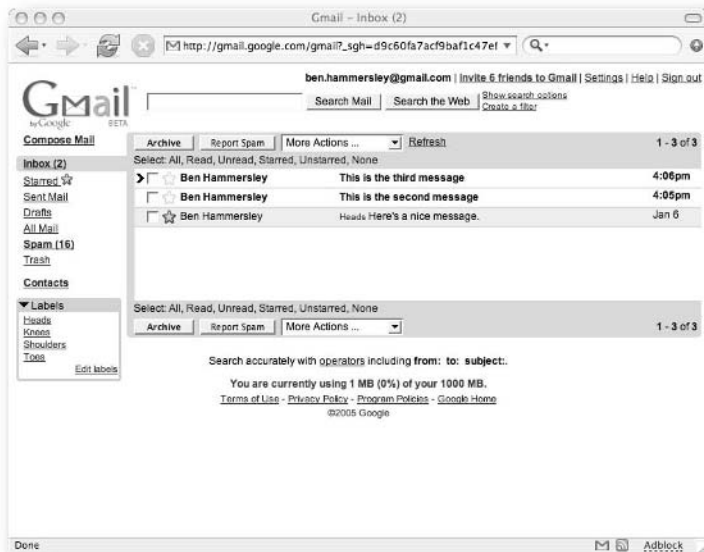 Gmail – Inbox (2)
http://gmail.google.com/gmail?_sgh=d9c60fa7acf9baf1c47ef
ben.hammersley@gmail.com | Invite 6 friends to Gmail | Settings | Help | Sign out
Gmail
by Google BETA
Search Mail Search the Web Show search options
Create a filter
Compose Mail
Archive Report Spam More Actions ... Refresh 1 - 3 of 3
Select: All, Read, Unread, Starred, Unstarred, None
Inbox (2)
Starred
Sent Mail
Drafts
All Mail
Spam (16)
Trash
Contacts
Ben Hammersley This is the third message 4:06pm
Ben Hammersley This is the second message 4:05pm
Ben Hammersley Heads Here's a nice message. Jan 6
Labels
Heads
Knees
Shoulders
Toes
Edit labels
Select: All, Read, Unread, Starred, Unstarred, None
Archive Report Spam More Actions ... 1 - 3 of 3
Search accurately with operators including from: to: subject:.
You are currently using 1 MB (0%) of your 1000 MB.
Terms of Use - Privacy Policy - Program Policies - Google Home
©2005 Google
Done Adblock